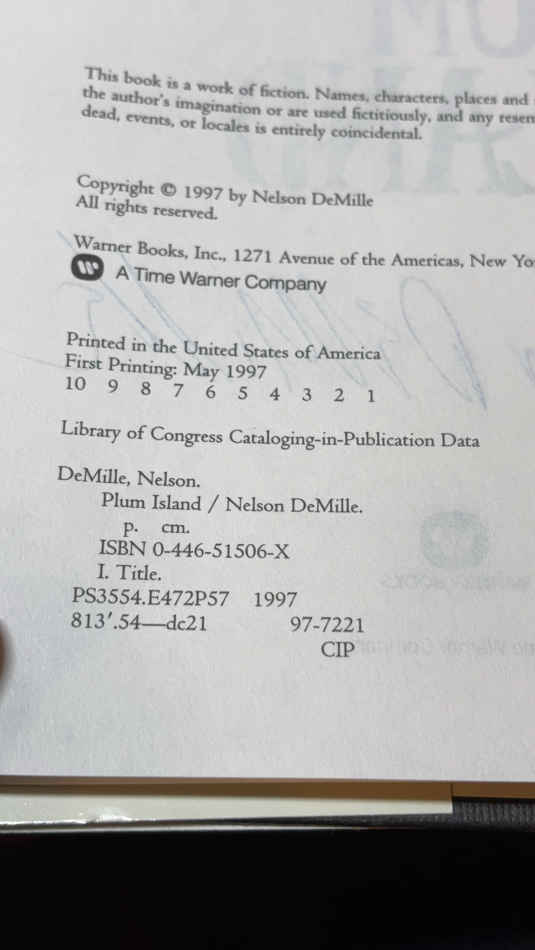 This book is a work of fiction. Names, characters, places and
the author's imagination or are used fictitiously, and any resen
dead, events, or locales is entirely coincidental.
Copyright © 1997 by Nelson DeMille
All rights reserved.
Warner Books, Inc., 1271 Avenue of the Americas, New Yo
A Time Warner Company
Printed in the United States of America
First Printing: May 1997
10 9 8 7 6 5 4 3 2 1
Library of Congress Cataloging-in-Publication Data
DeMille, Nelson.
Plum Island / Nelson DeMille.
p. cm.
ISBN 0-446-51506-X
I. Title.
PS3554.E472P57 1997
813′.54—dc21 97-7221
CIP